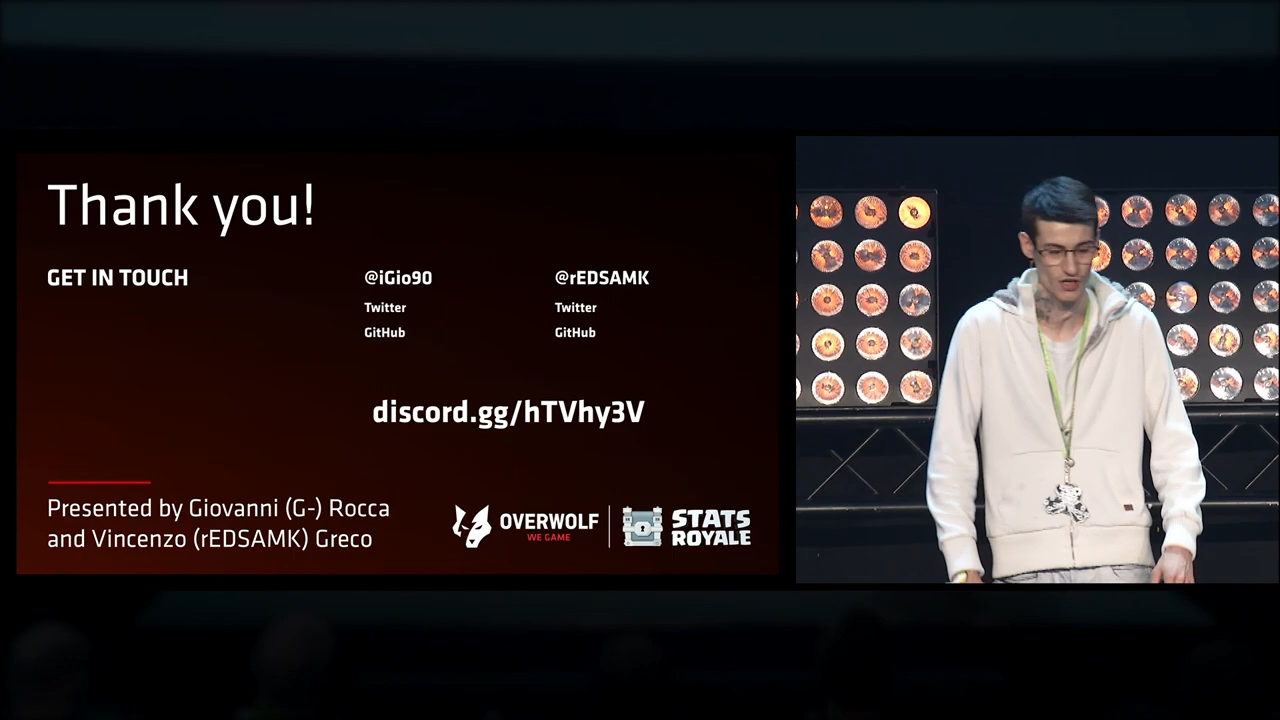 Thank you!
GET IN TOUCH
@iGio90
@rEDSAMK
Twitter
Twitter
GitHub
GitHub
discord.gg/hTVhy3V
Presented by Giovanni (G-) Rocca
and Vincenzo (rEDSAMK) Greco
OVERWOLF
WE GAME
STATS
ROYALE